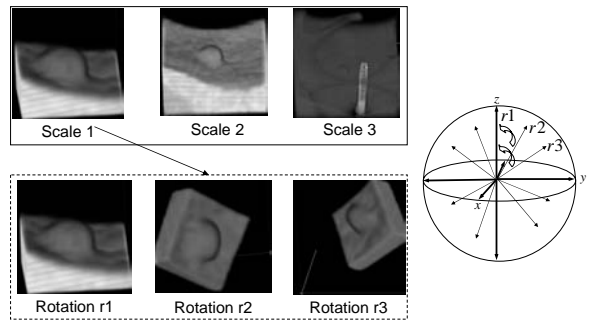 Scale 1 Scale 2 Scale 3
z
r1
r2
r3
y
x
Rotation r1 Rotation r2 Rotation r3